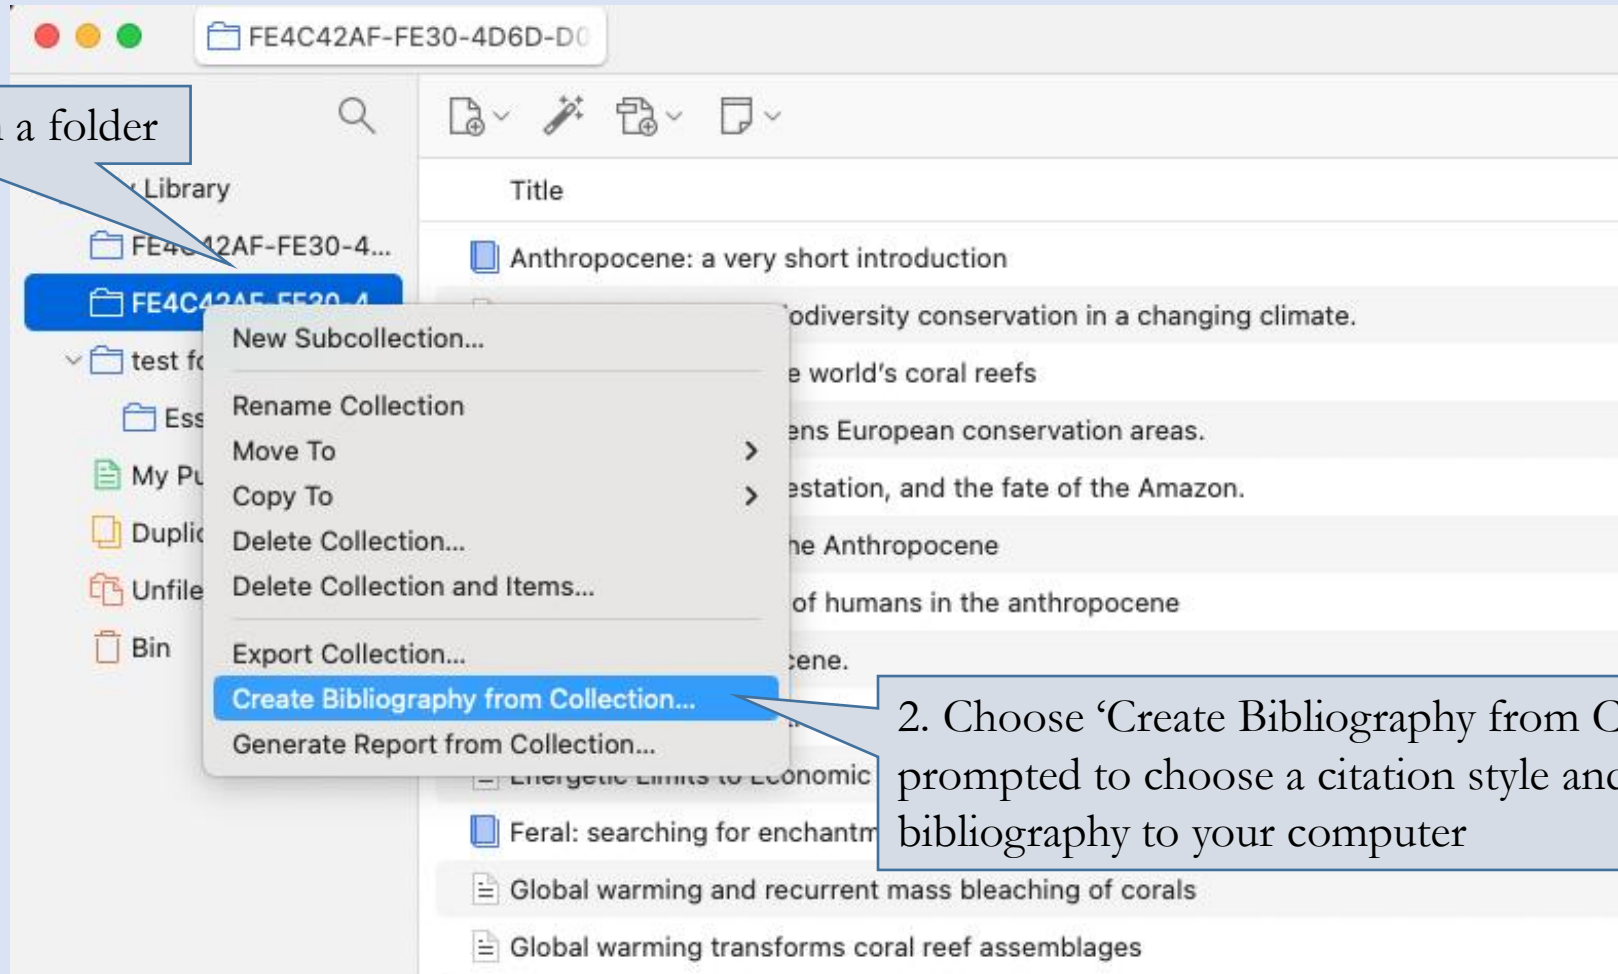 FE4C42AF-FE30-4D6D-D0
a folder
Library
Title
FE4C42AF-FE30-4...
Anthropocene: a very short introduction
FE4C42AF-FE30-4
odiversity conservation in a changing climate.
New Subcollection...
test fo
e world's coral reefs
Rename Collection
Ess
ens European conservation areas.
Move To
My Pu
estation, and the fate of the Amazon.
Copy To
Duplic
Delete Collection...
he Anthropocene
Unfile
Delete Collection and Items...
of humans in the anthropocene
Bin
Export Collection...
cene.
Create Bibliography from Collection...
2. Choose ‘Create Bibliography from C
Generate Report from Collection...
prompted to choose a citation style and
Energetic Limits to Economic
bibliography to your computer
Feral: searching for enchantm
Global warming and recurrent mass bleaching of corals
Global warming transforms coral reef assemblages